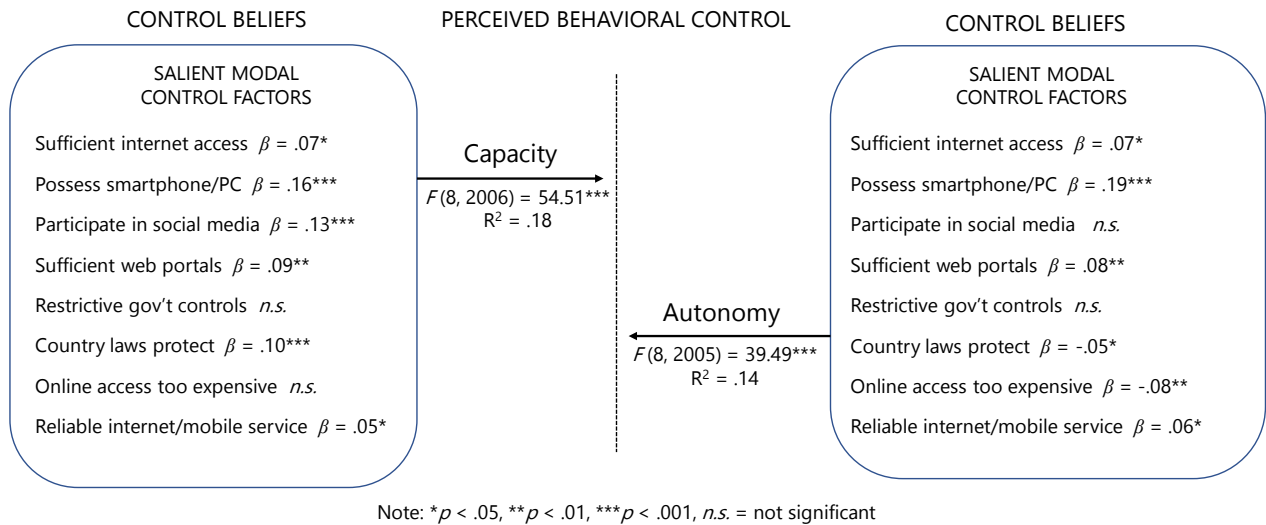 CONTROL BELIEFS
SALIENT MODAL
CONTROL FACTORS
Sufficient internet access β = .07*
Possess smartphone/PC β = .16***
Participate in social media β = .13***
Sufficient web portals β = .09**
Restrictive gov't controls n.s.
Country laws protect β = .10***
Online access too expensive n.s.
Reliable internet/mobile service β = .05*
PERCEIVED BEHAVIORAL CONTROL
Capacity
F (8, 2006) = 54.51***
R² = .18
Autonomy
F (8, 2005) = 39.49***
R² = .14
CONTROL BELIEFS
SALIENT MODAL
CONTROL FACTORS
Sufficient internet access β = .07*
Possess smartphone/PC β = .19***
Participate in social media n.s.
Sufficient web portals β = .08**
Restrictive gov't controls n.s.
Country laws protect β = -.05*
Online access too expensive β = -.08**
Reliable internet/mobile service β = .06*
Note: *p < .05, **p < .01, ***p < .001, n.s. = not significant